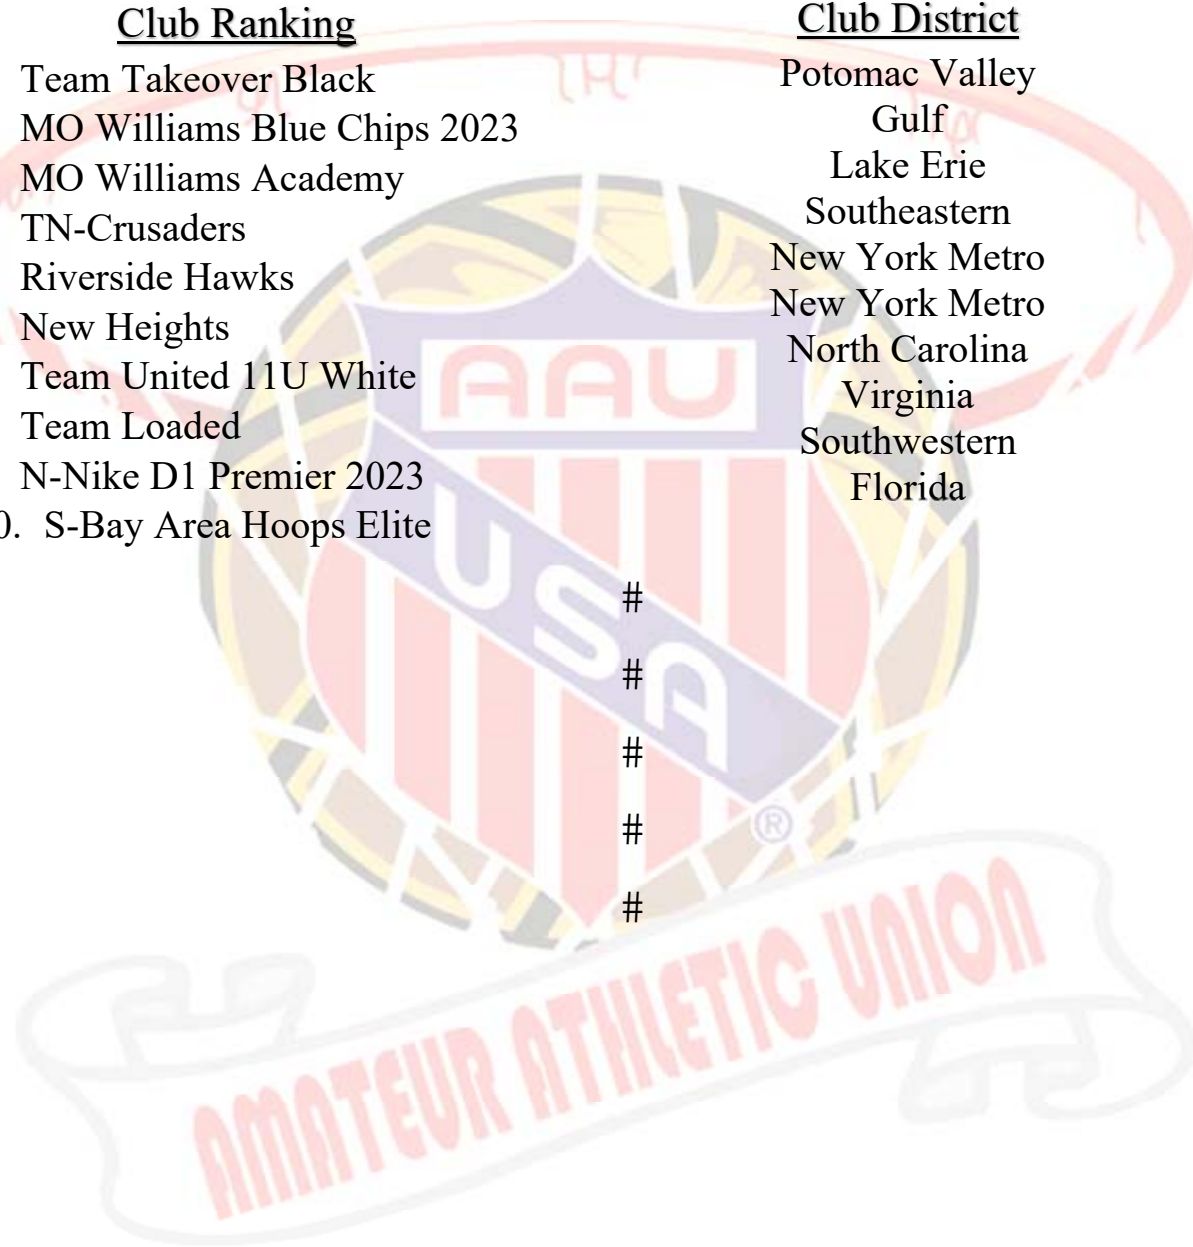 Club Ranking
Team Takeover Black
MO Williams Blue Chips 2023
MO Williams Academy
TN-Crusaders
Riverside Hawks
New Heights
Team United 11U White
Team Loaded
N-Nike D1 Premier 2023
0. S-Bay Area Hoops Elite
Club District
Potomac Valley
Gulf
Lake Erie
Southeastern
New York Metro
New York Metro
North Carolina
Virginia
Southwestern
Florida
#
#
#
#
#
AAU
USA
®
AMATEUR ATHLETIC UNION